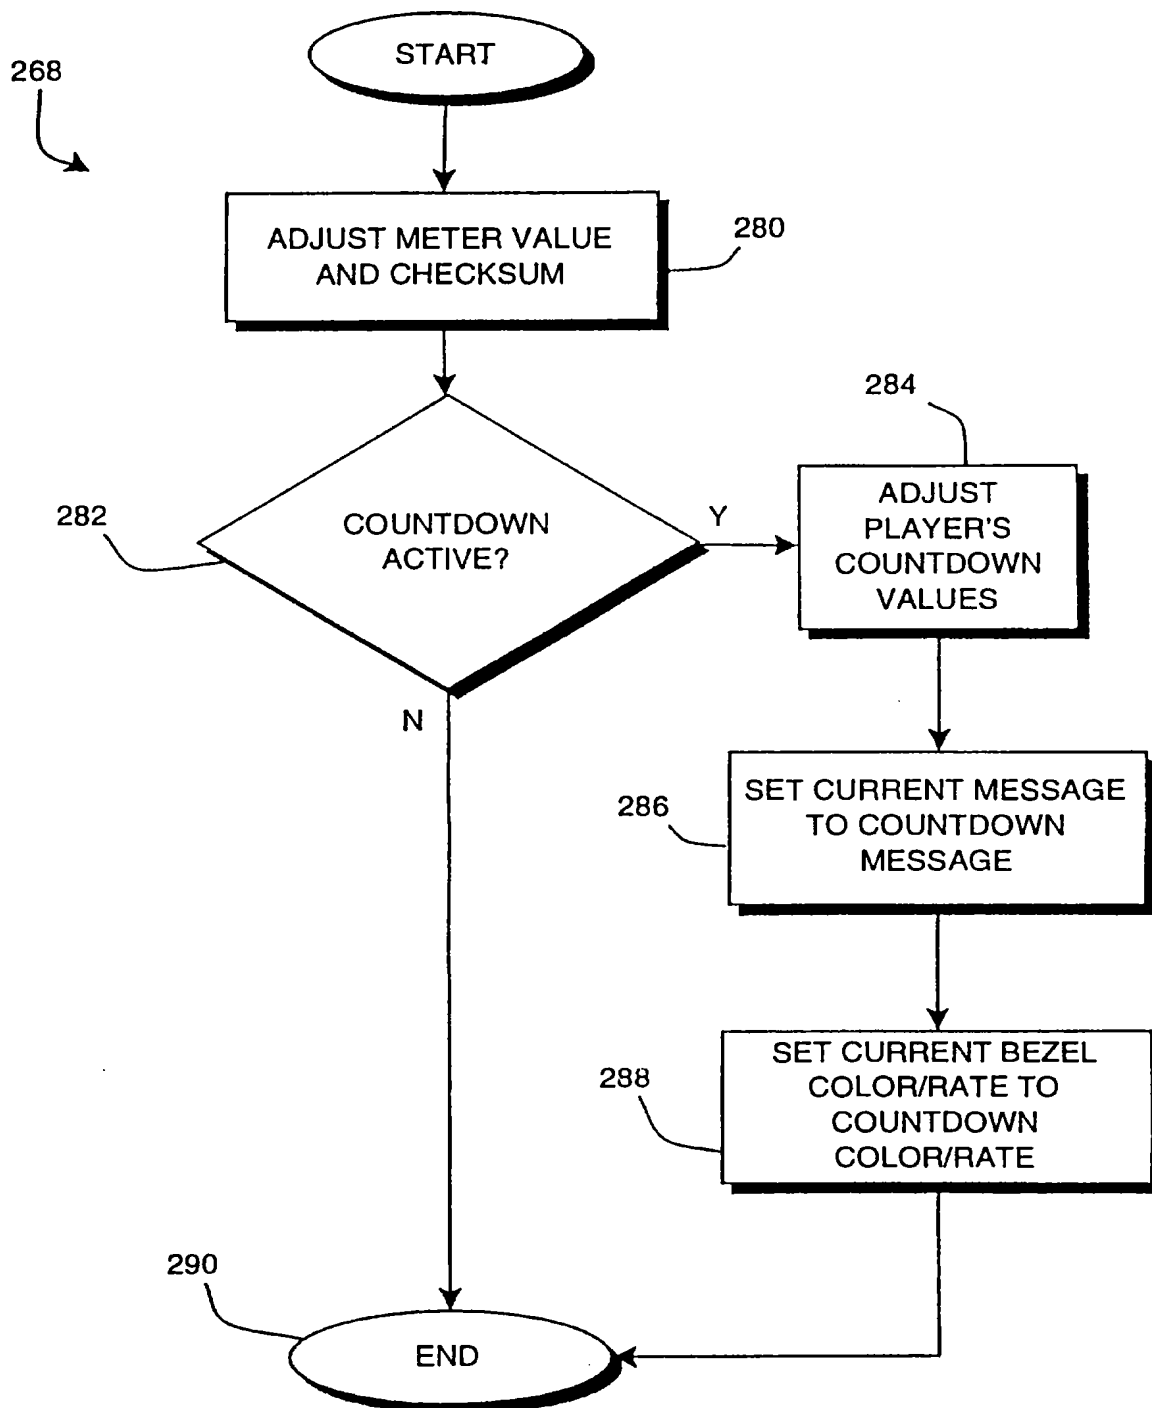 START
268
ADJUST METER VALUE
AND CHECKSUM
280
COUNTDOWN
ACTIVE?
282
Y
N
284
ADJUST
PLAYER'S
COUNTDOWN
VALUES
286
SET CURRENT MESSAGE
TO COUNTDOWN
MESSAGE
288
SET CURRENT BEZEL
COLOR/RATE TO
COUNTDOWN
COLOR/RATE
290
END